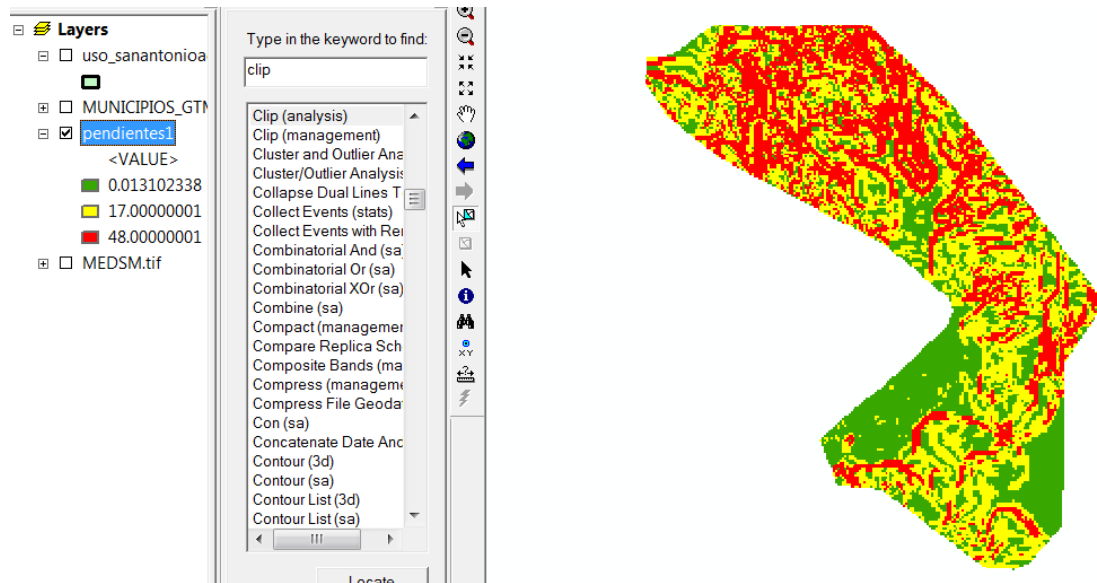 Layers
uso_sanantonioa
MUNICIPIOS_GTM
pendientes1
<VALUE>
0.013102338
17.00000001
48.00000001
MEDSM.tif
Type in the keyword to find:
clip
Clip (analysis)
Clip (management)
Cluster and Outlier Ana
Cluster/Outlier Analysis
Collapse Dual Lines T
Collect Events (stats)
Collect Events with Rer
Combinatorial And (sa
Combinatorial Or (sa)
Combinatorial XOr (sa)
Combine (sa)
Compact (managemer
Compare Replica Sch
Composite Bands (ma
Compress (manageme
Compress File Geoda
Con (sa)
Concatenate Date And
Contour (3d)
Contour (sa)
Contour List (3d)
Contour List (sa)
Locate
XY